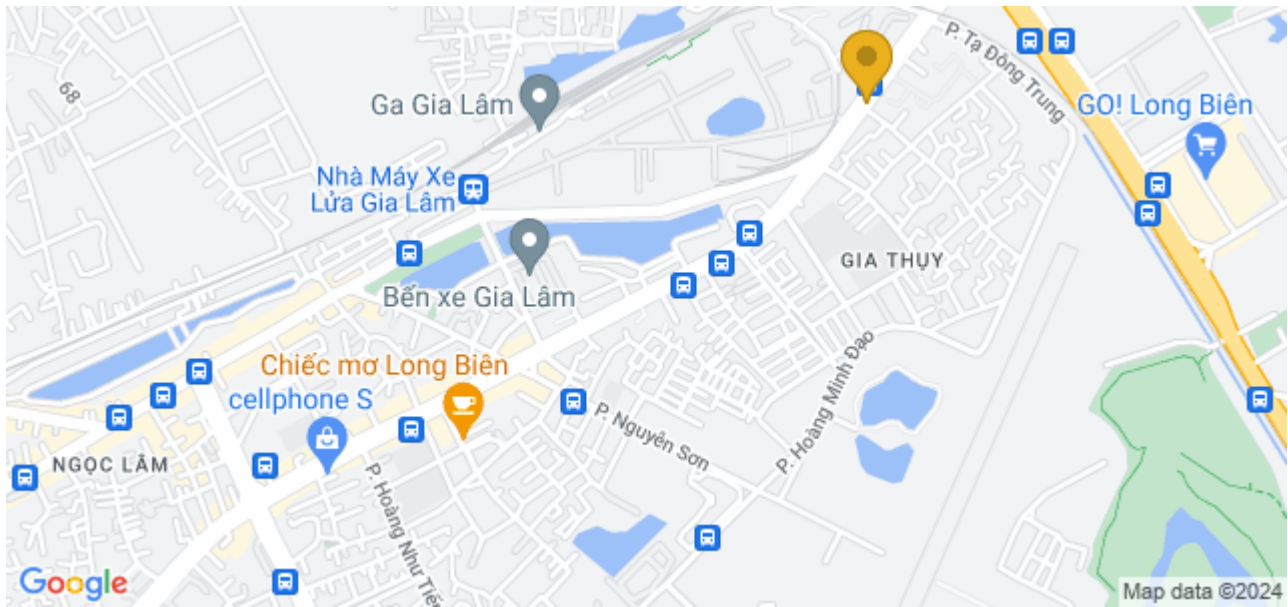 P. Tạ Đông Trung
68
Ga Gia Lâm
GO! Long Biên
Nhà Máy Xe
Lửa Gia Lâm
GIA THỤY
Bến xe Gia Lâm
P. Hoàng Minh Đạo
Chiếc mơ Long Biên
cellphone S
P. Nguyên Sơn
NGỌC LÂM
P. Hoàng Như Tiế
Google
Map data ©2024